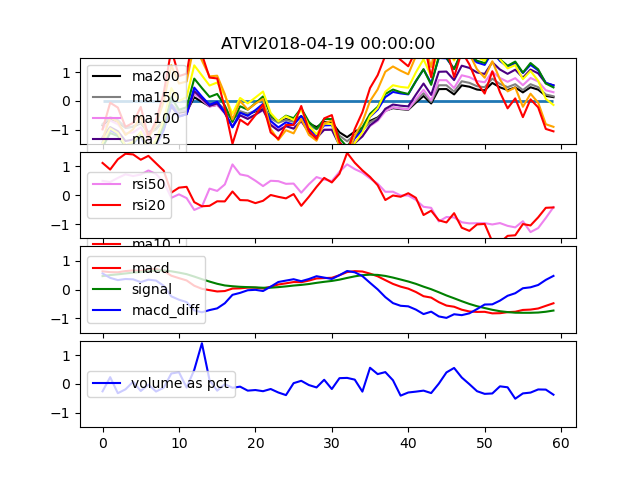 ATVI2018-04-19 00:00:00
1
0
−1
ma200
ma150
ma100
ma75
1
0
−1
rsi50
rsi20
ma10
1
0
−1
macd
signal
macd_diff
1
0
−1
volume as pct
0 10 20 30 40 50 60